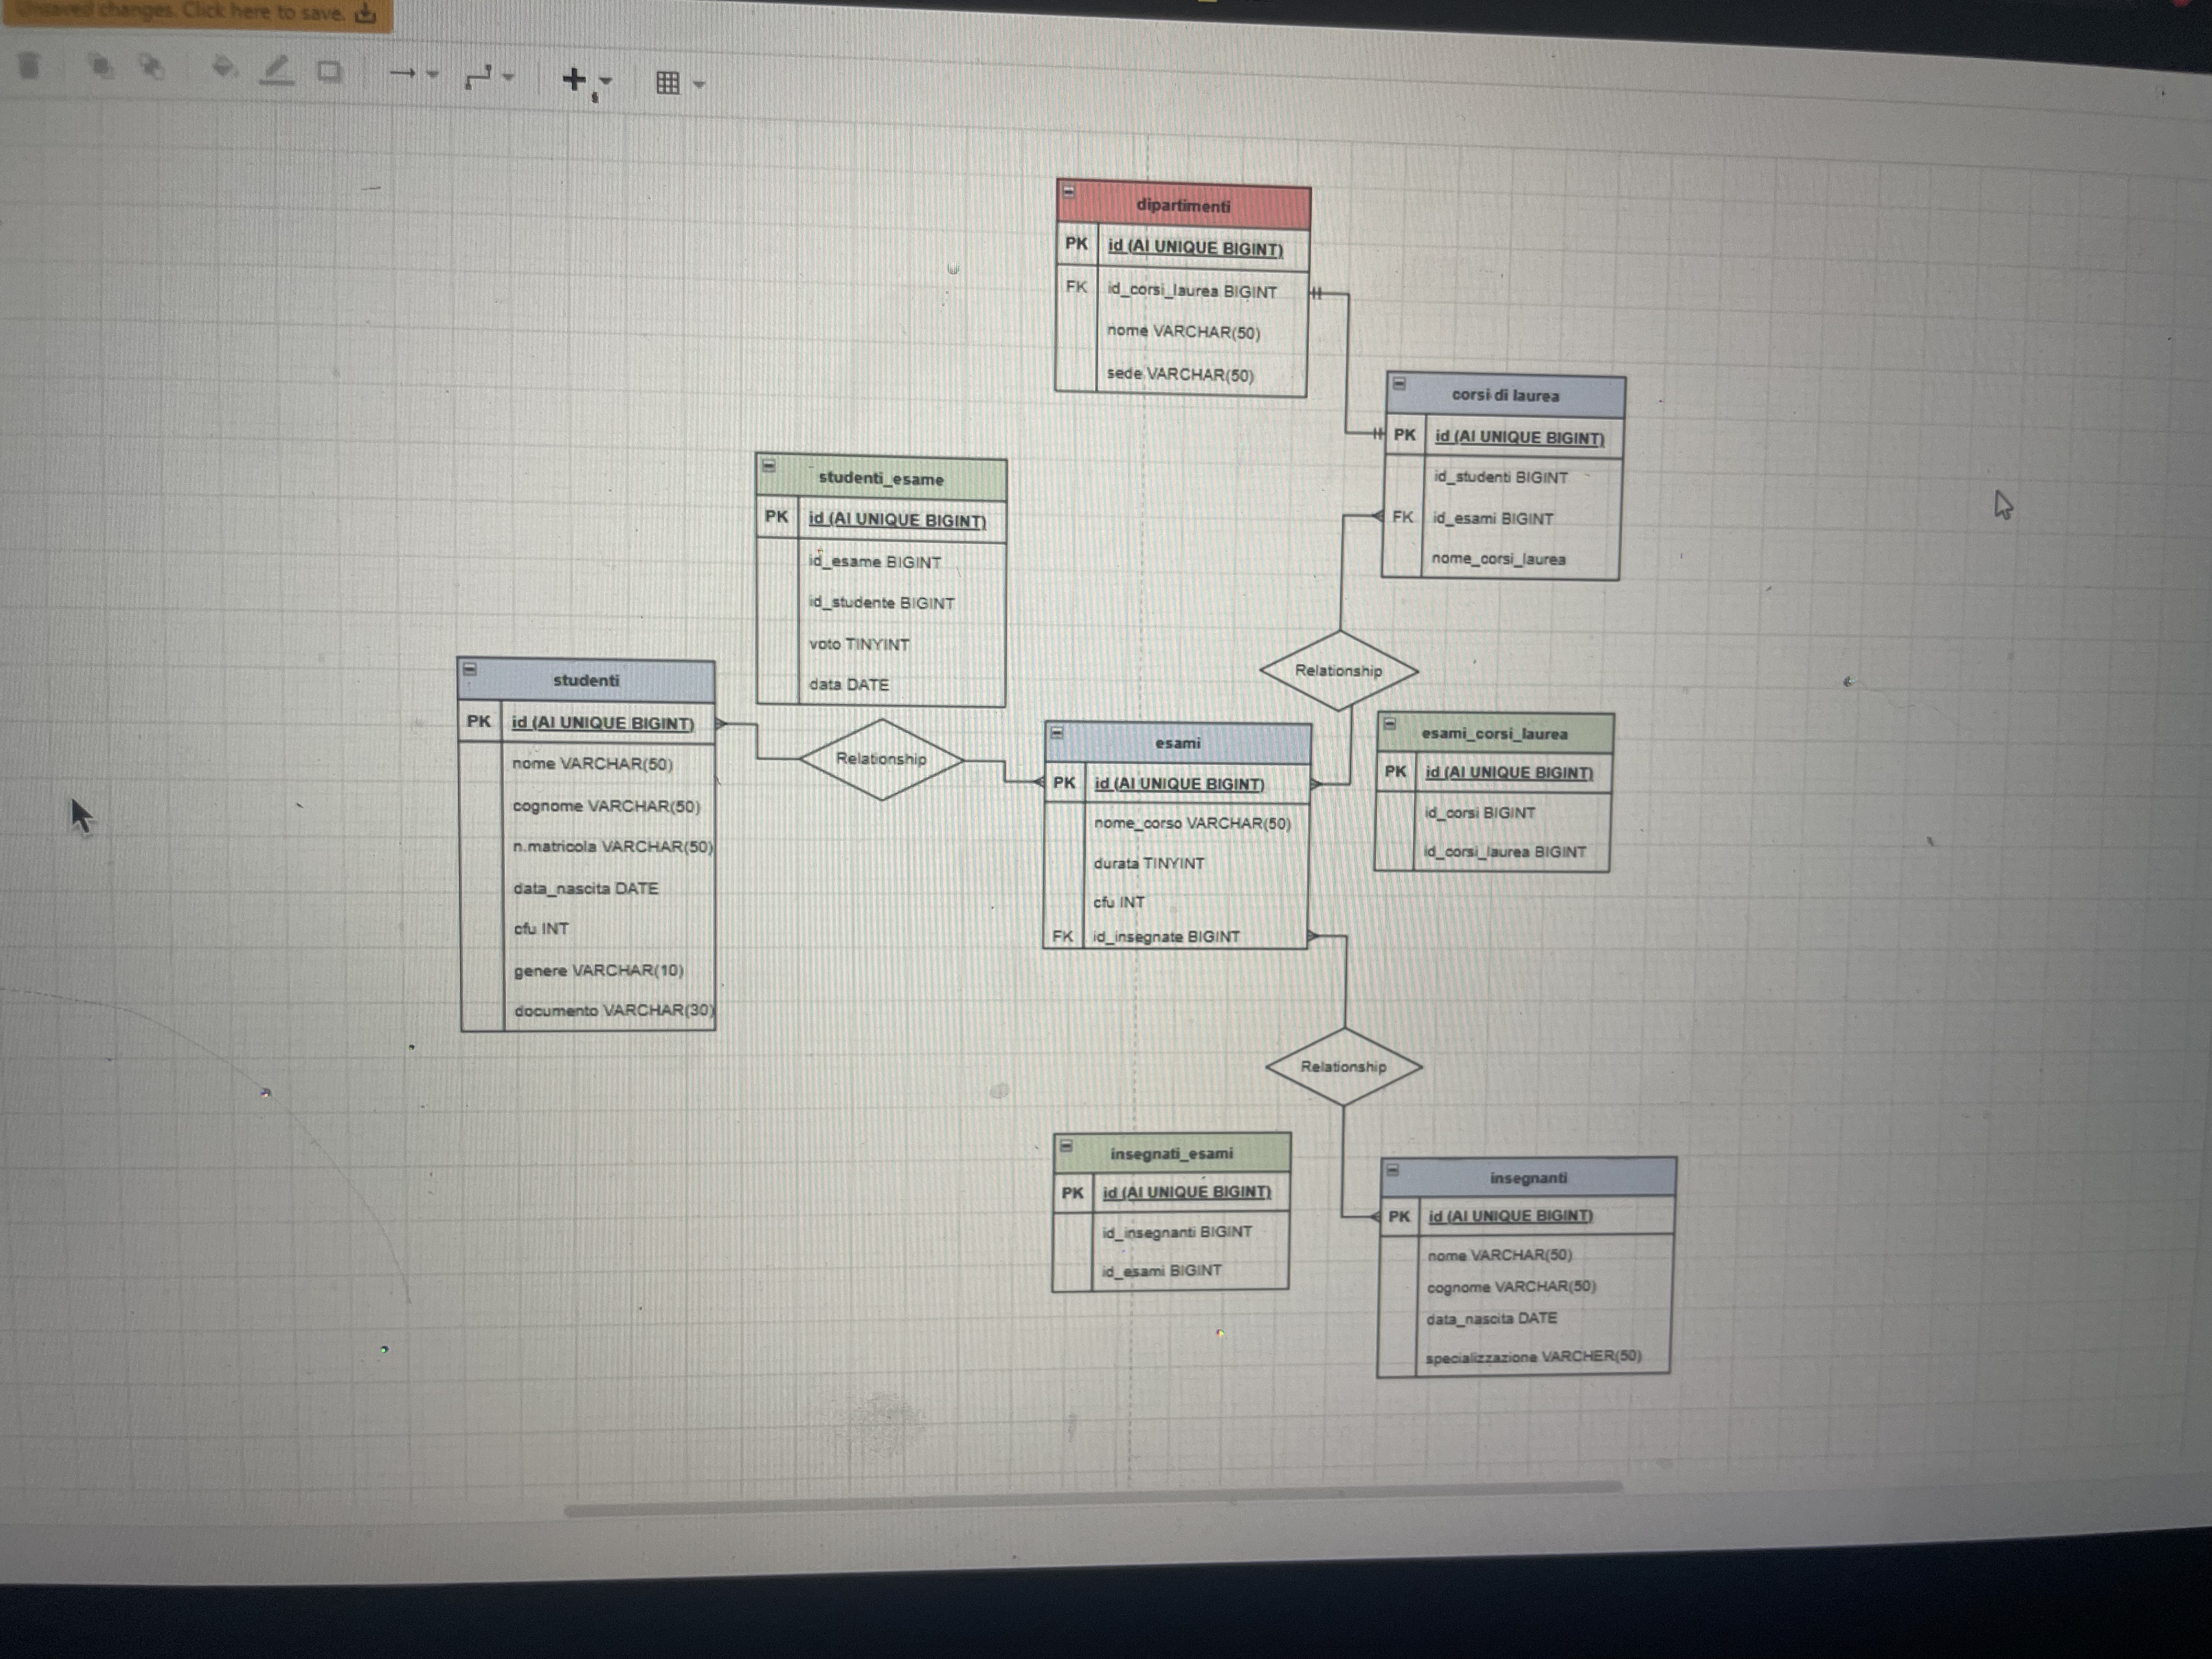 Unsaved changes. Click here to save.
dipartimenti
PK id (AI UNIQUE BIGINT)
FK id_corsi_laurea BIGINT
nome VARCHAR(50)
sede VARCHAR(50)
corsi di laurea
PK id (AI UNIQUE BIGINT)
id_studenti BIGINT
FK id_esami BIGINT
nome_corsi_laurea
studenti_esame
PK id (AI UNIQUE BIGINT)
id_esame BIGINT
id_studente BIGINT
voto TINYINT
data DATE
Relationship
studenti
PK id (AI UNIQUE BIGINT)
nome VARCHAR(50)
cognome VARCHAR(50)
n.matricola VARCHAR(50)
data_nascita DATE
cfu INT
genere VARCHAR(10)
documento VARCHAR(30)
Relationship
esami
PK id (AI UNIQUE BIGINT)
nome_corso VARCHAR(50)
durata TINYINT
cfu INT
FK id_insegnate BIGINT
esami_corsi_laurea
PK id (AI UNIQUE BIGINT)
id_corsi BIGINT
id_corsi_laurea BIGINT
Relationship
insegnati_esami
PK id (AI UNIQUE BIGINT)
id_insegnanti BIGINT
id_esami BIGINT
insegnanti
PK id (AI UNIQUE BIGINT)
nome VARCHAR(50)
cognome VARCHAR(50)
data_nascita DATE
specializzazione VARCHER(50)